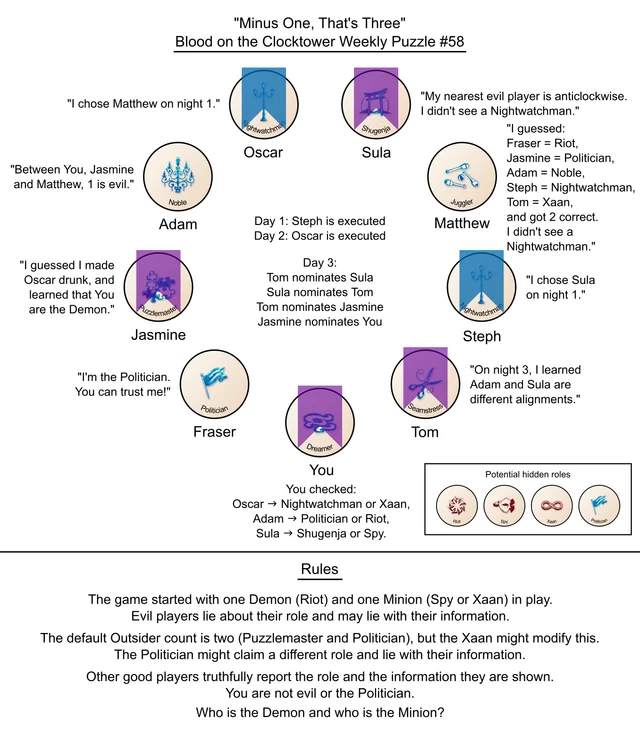 "Minus One, That's Three"
Blood on the Clocktower Weekly Puzzle #58
"I chose Matthew on night 1."
Nightwatchman
Oscar
Shugenja
Sula
"My nearest evil player is anticlockwise.
I didn't see a Nightwatchman."
"Between You, Jasmine
and Matthew, 1 is evil."
Noble
Adam
Juggler
Matthew
"I guessed:
Fraser = Riot,
Jasmine = Politician,
Adam = Noble,
Steph = Nightwatchman,
Tom = Xaan,
and got 2 correct.
I didn't see a
Nightwatchman."
Day 1: Steph is executed
Day 2: Oscar is executed
Day 3:
Tom nominates Sula
Sula nominates Tom
Tom nominates Jasmine
Jasmine nominates You
"I guessed I made
Oscar drunk, and
learned that You
are the Demon."
Puzzlemaster
Jasmine
Nightwatchman
Steph
"I chose Sula
on night 1."
"I'm the Politician.
You can trust me!"
Politician
Fraser
Dreamer
You
Seamstress
Tom
"On night 3, I learned
Adam and Sula are
different alignments."
You checked:
Oscar → Nightwatchman or Xaan,
Adam → Politician or Riot,
Sula → Shugenja or Spy.
Potential hidden roles
Riot
Spy
Xaan
Politician
Rules
The game started with one Demon (Riot) and one Minion (Spy or Xaan) in play.
Evil players lie about their role and may lie with their information.
The default Outsider count is two (Puzzlemaster and Politician), but the Xaan might modify this.
The Politician might claim a different role and lie with their information.
Other good players truthfully report the role and the information they are shown.
You are not evil or the Politician.
Who is the Demon and who is the Minion?